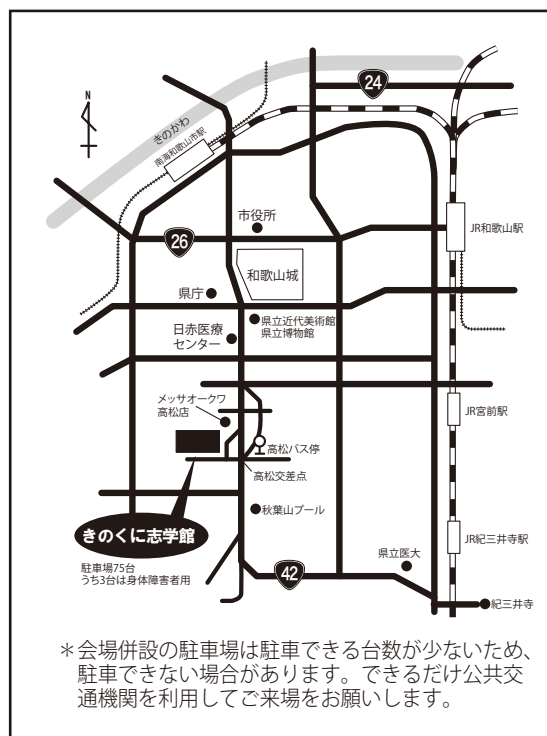 24
N
きのかわ
南海和歌山市駅
市役所
26
JR和歌山駅
和歌山城
県庁
県立近代美術館
県立博物館
日赤医療
センター
メッサオークワ
高松店
JR宮前駅
高松バス停
高松交差点
秋葉山プール
きのくに志学館
駐車場75台
うち3台は身体障害者用
JR紀三井寺駅
県立医大
42
紀三井寺
＊会場併設の駐車場は駐車できる台数が少ないため、
駐車できない場合があります。できるだけ公共交
通機関を利用してご来場をお願いします。